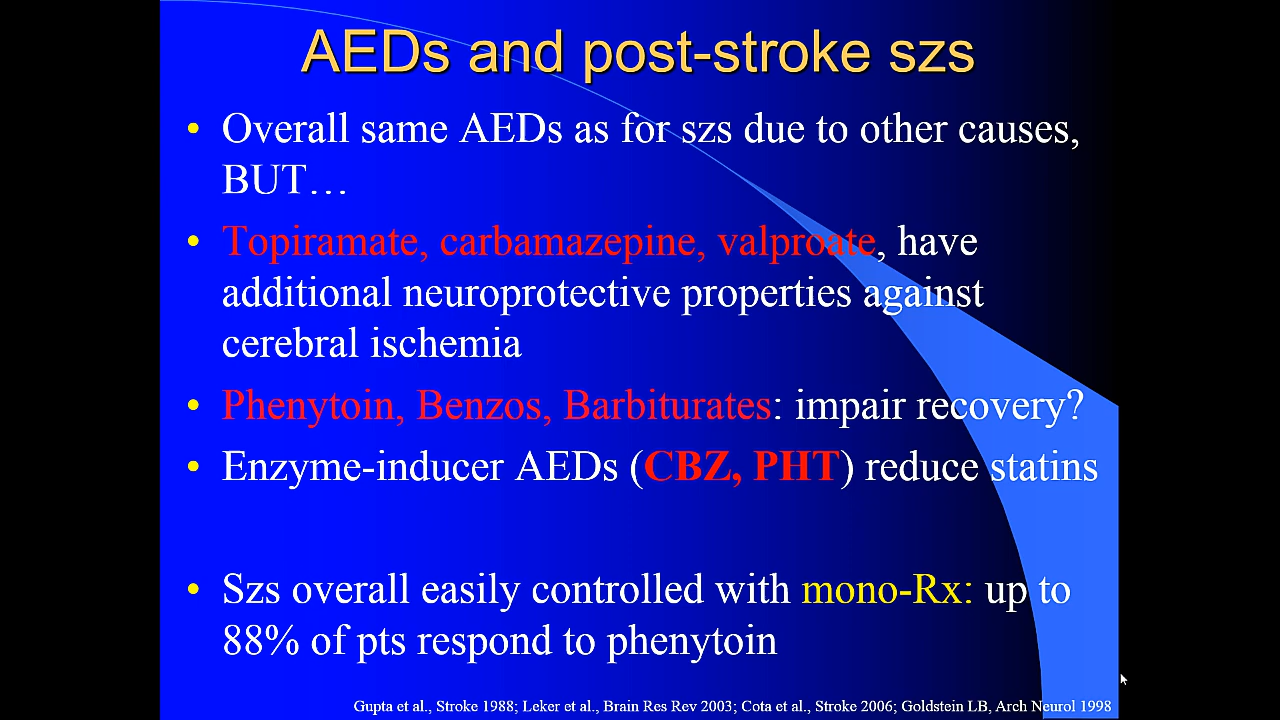 AEDs and post-stroke szs
• Overall same AEDs as for szs due to other causes,
BUT…
• Topiramate, carbamazepine, valproate, have
additional neuroprotective properties against
cerebral ischemia
• Phenytoin, Benzos, Barbiturates: impair recovery?
• Enzyme-inducer AEDs (CBZ, PHT) reduce statins
• Szs overall easily controlled with mono-Rx: up to
88% of pts respond to phenytoin
Gupta et al., Stroke 1988; Leker et al., Brain Res Rev 2003; Cota et al., Stroke 2006; Goldstein LB, Arch Neurol 1998